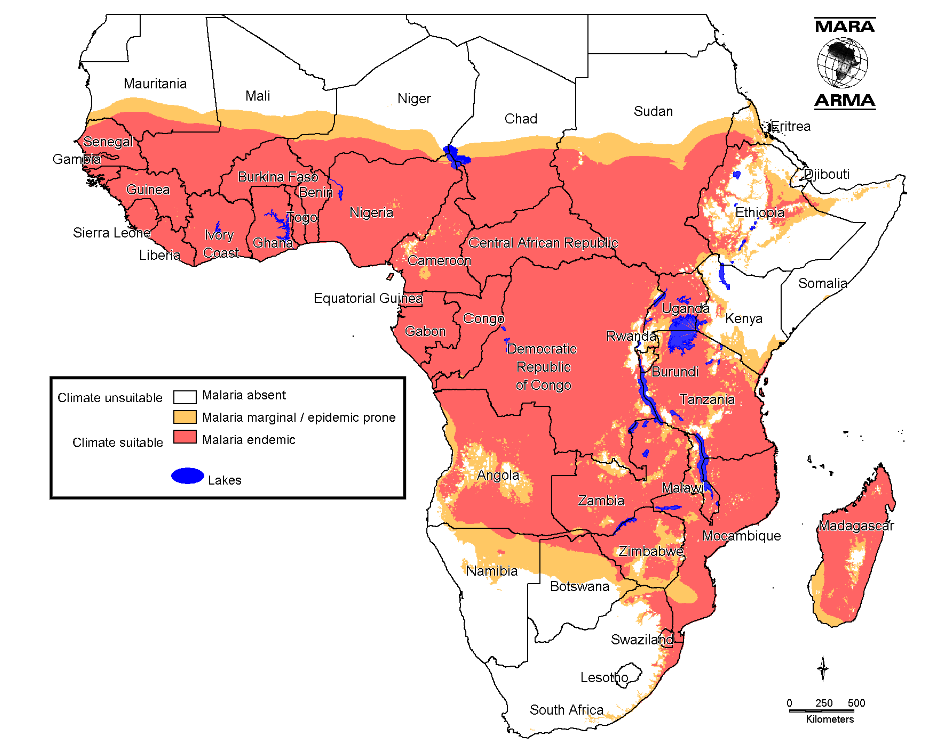 MARA
ARMA
Mauritania
Mali
Niger
Chad
Sudan
Eritrea
Senegal
Gambia
Guinea
Burkina Faso
Benin
Djibouti
Sierra Leone
Liberia
Ivory
Coast
Ghana
Togo
Nigeria
Ethiopia
Central African Republic
Cameroon
Somalia
Equatorial Guinea
Gabon
Congo
Uganda
Kenya
Rwanda
Democratic
Republic
of Congo
Burundi
Tanzania
Climate unsuitable
Malaria absent
Malaria marginal / epidemic prone
Climate suitable
Malaria endemic
Lakes
Angola
Zambia
Malawi
Mocambique
Madagascar
Zimbabwe
Namibia
Botswana
Swaziland
Lesotho
South Africa
0 250 500
Kilometers